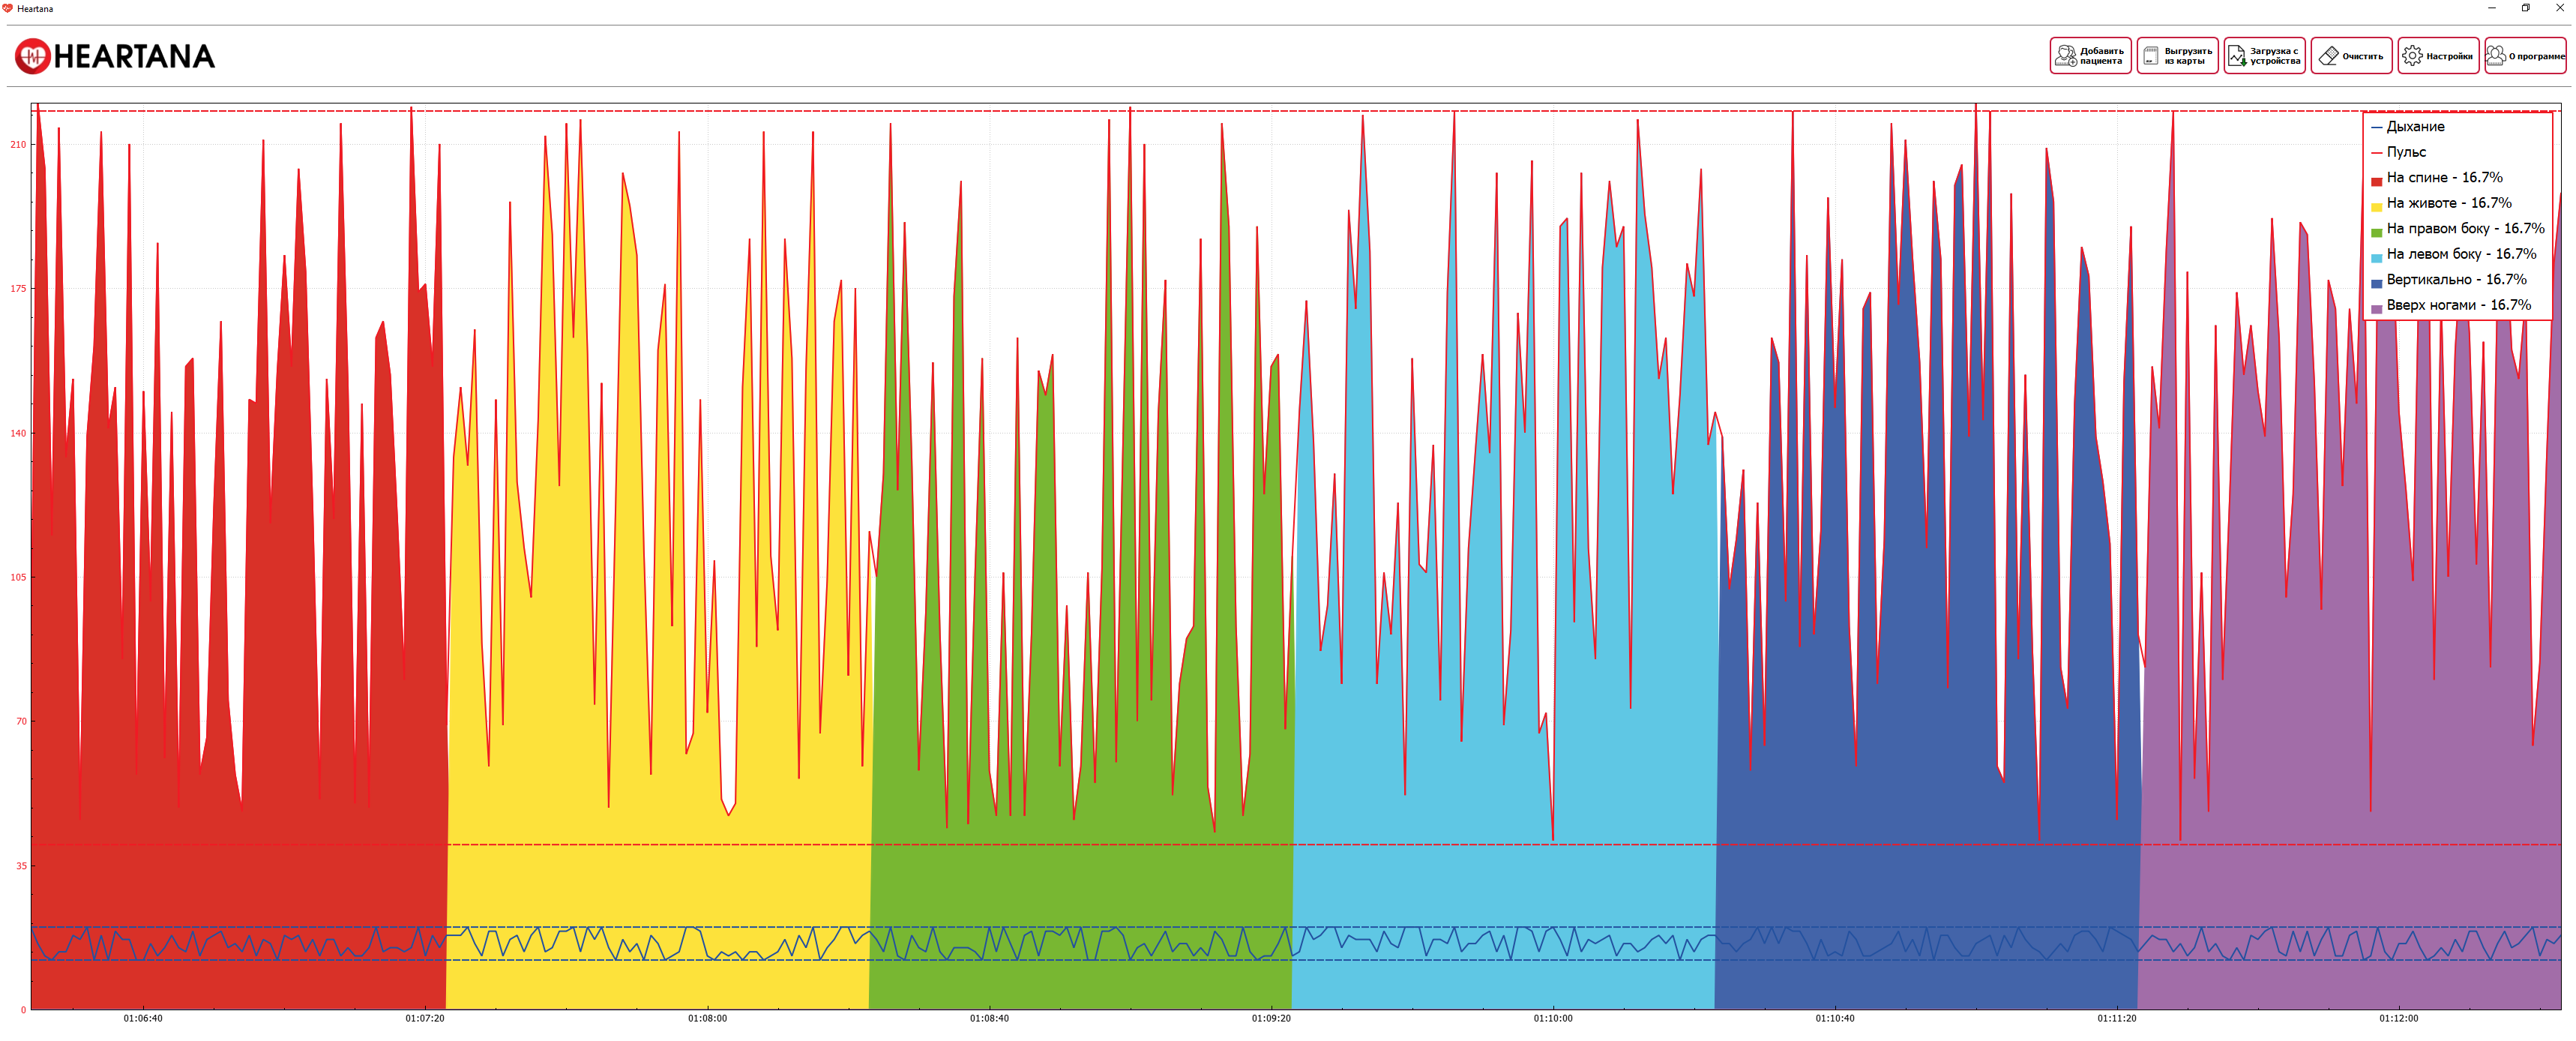 Heartana
HEARTANA
Добавить
пациента
Выгрузить
из карты
Загрузка с
устройства
Очистить
Настройки
О программе
Дыхание
Пульс
На спине - 16.7%
На животе - 16.7%
На правом боку - 16.7%
На левом боку - 16.7%
Вертикально - 16.7%
Вверх ногами - 16.7%
210
175
140
105
70
35
0
01:06:40
01:07:20
01:08:00
01:08:40
01:09:20
01:10:00
01:10:40
01:11:20
01:12:00